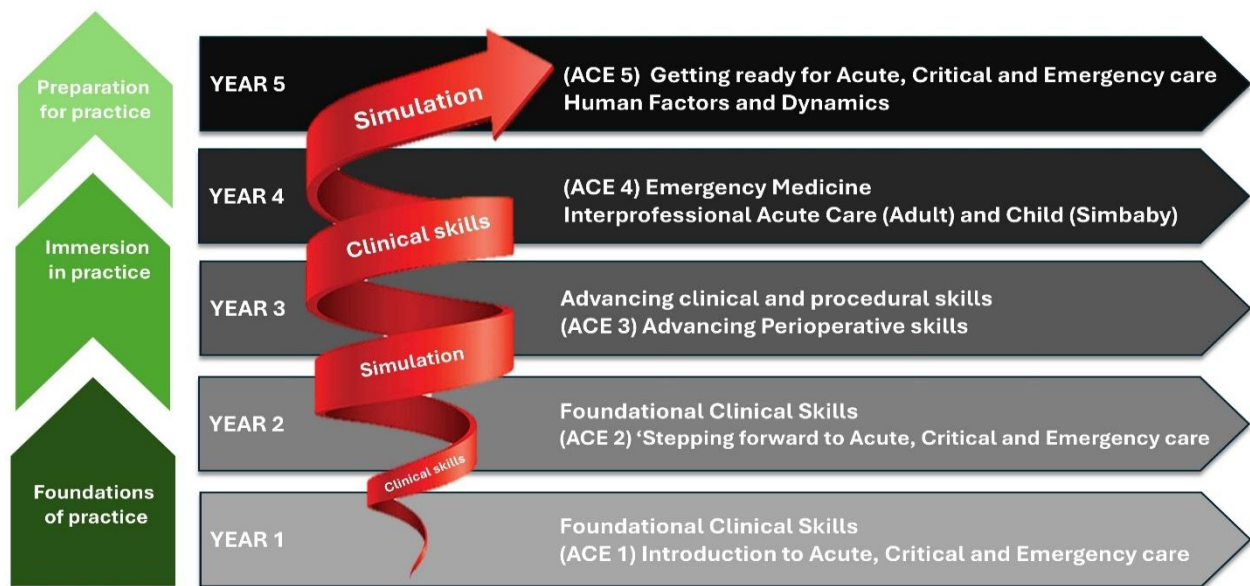 Preparation
for practice
YEAR 5
Simulation
(ACE 5) Getting ready for Acute, Critical and Emergency care
Human Factors and Dynamics
Immersion
in practice
YEAR 4
Clinical skills
(ACE 4) Emergency Medicine
Interprofessional Acute Care (Adult) and Child (Simbaby)
YEAR 3
Simulation
Advancing clinical and procedural skills
(ACE 3) Advancing Perioperative skills
Foundations
of practice
YEAR 2
Clinical skills
Foundational Clinical Skills
(ACE 2) ‘Stepping forward to Acute, Critical and Emergency care
YEAR 1
Foundational Clinical Skills
(ACE 1) Introduction to Acute, Critical and Emergency care